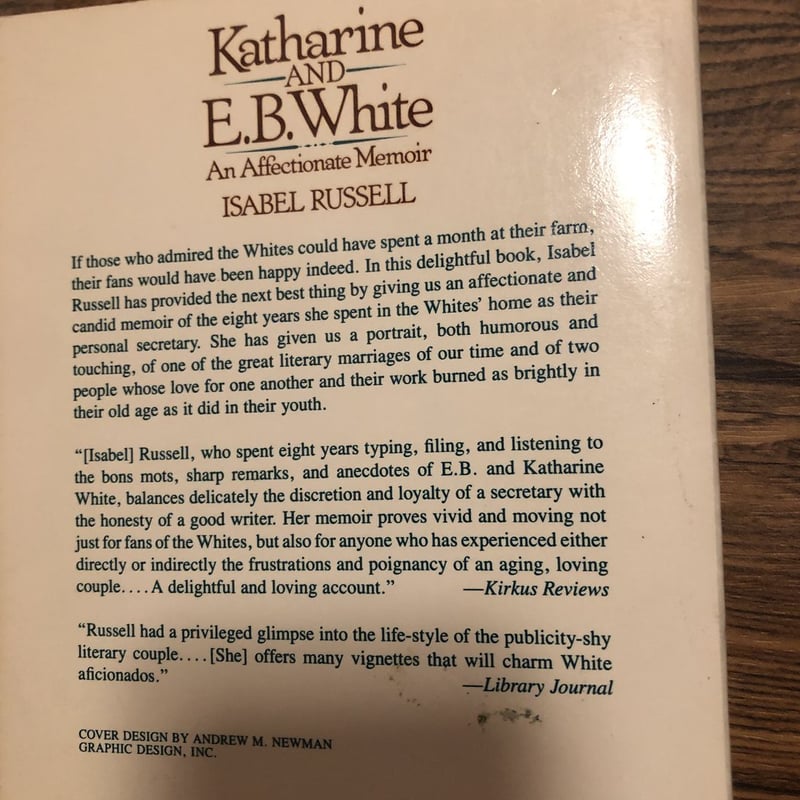 Katharine
AND
E.B.White
An Affectionate Memoir
ISABEL RUSSELL
If those who admired the Whites could have spent a month at their farm,
their fans would have been happy indeed. In this delightful book, Isabel
Russell has provided the next best thing by giving us an affectionate and
candid memoir of the eight years she spent in the Whites' home as their
personal secretary. She has given us a portrait, both humorous and
touching, of one of the great literary marriages of our time and of two
people whose love for one another and their work burned as brightly in
their old age as it did in their youth.
“[Isabel] Russell, who spent eight years typing, filing, and listening to
the bons mots, sharp remarks, and anecdotes of E.B. and Katharine
White, balances delicately the discretion and loyalty of a secretary with
the honesty of a good writer. Her memoir proves vivid and moving not
just for fans of the Whites, but also for anyone who has experienced either
directly or indirectly the frustrations and poignancy of an aging, loving
couple....A delightful and loving account.” —Kirkus Reviews
“Russell had a privileged glimpse into the life-style of the publicity-shy
literary couple....[She] offers many vignettes that will charm White
aficionados.”
—Library Journal
COVER DESIGN BY ANDREW M. NEWMAN
GRAPHIC DESIGN, INC.